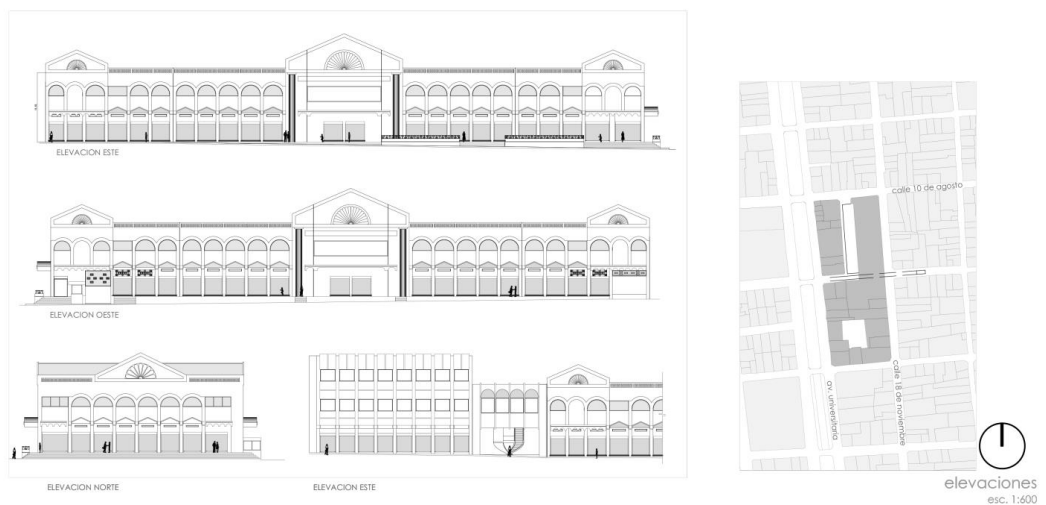 ELEVACION ESTE
ELEVACION OESTE
ELEVACION NORTE
ELEVACION ESTE
calle 10 de agosto
av. universitaria
calle 18 de noviembre
elevaciones
esc. 1:600